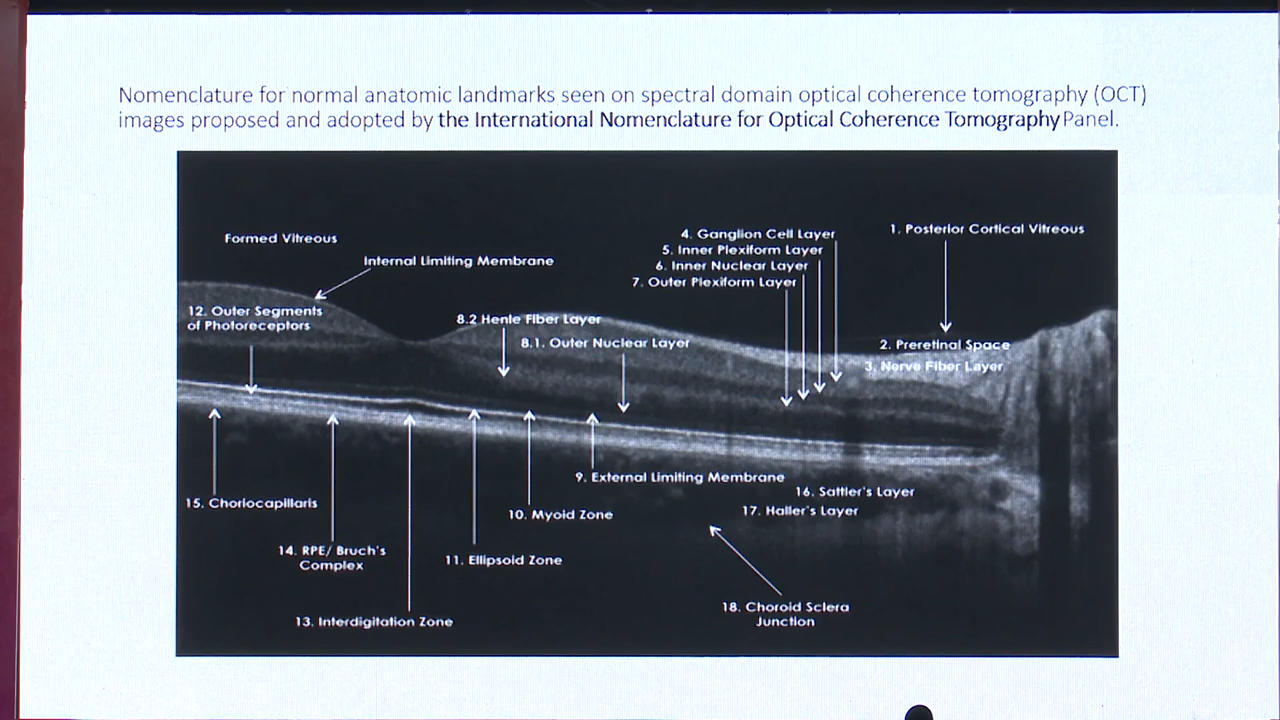 Nomenclature for normal anatomic landmarks seen on spectral domain optical coherence tomography (OCT)
images proposed and adopted by the International Nomenclature for Optical Coherence Tomography Panel.
Formed Vitreous
Internal Limiting Membrane
4. Ganglion Cell Layer
5. Inner Plexiform Layer
6. Inner Nuclear Layer
7. Outer Plexiform Layer
1. Posterior Cortical Vitreous
12. Outer Segments
of Photoreceptors
8.2 Henle Fiber Layer
8.1. Outer Nuclear Layer
2. Preretinal Space
3. Nerve Fiber Layer
9. External Limiting Membrane
16. Sattler's Layer
17. Haller's Layer
15. Choriocapillaris
10. Myoid Zone
14. RPE/ Bruch's
Complex
11. Ellipsoid Zone
18. Choroid Sclera
Junction
13. Interdigitation Zone